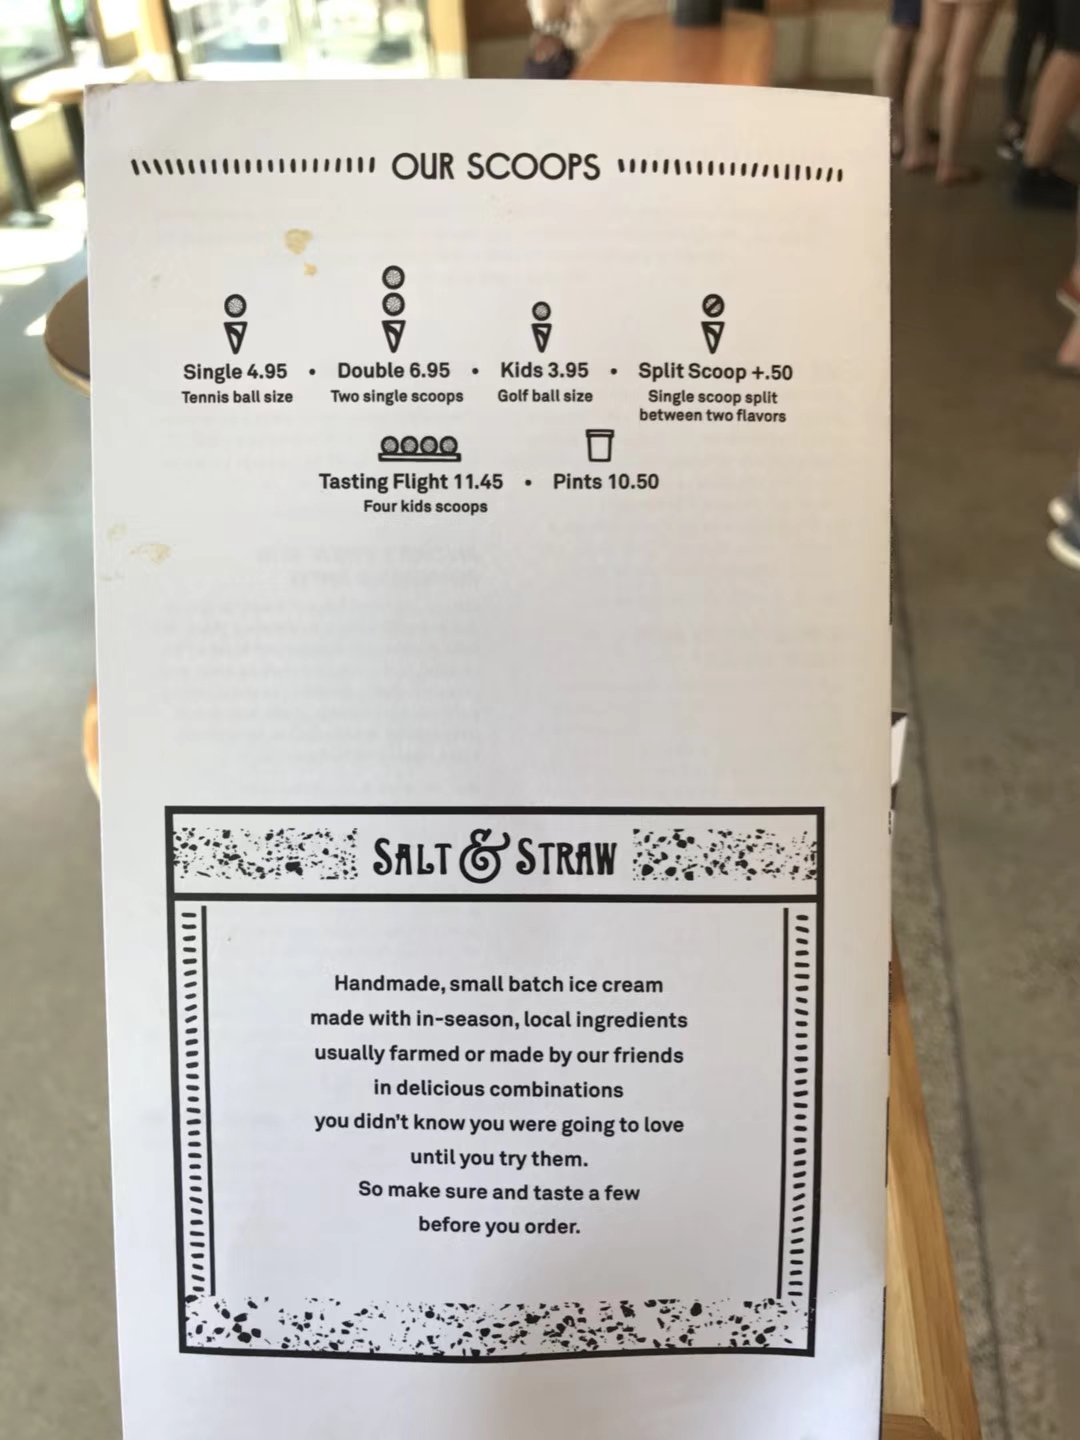 OUR SCOOPS
Single 4.95 • Double 6.95 • Kids 3.95 • Split Scoop +.50
Tennis ball size Two single scoops Golf ball size Single scoop split
between two flavors
Tasting Flight 11.45 • Pints 10.50
Four kids scoops
SALT & STRAW
Handmade, small batch ice cream
made with in-season, local ingredients
usually farmed or made by our friends
in delicious combinations
you didn't know you were going to love
until you try them.
So make sure and taste a few
before you order.